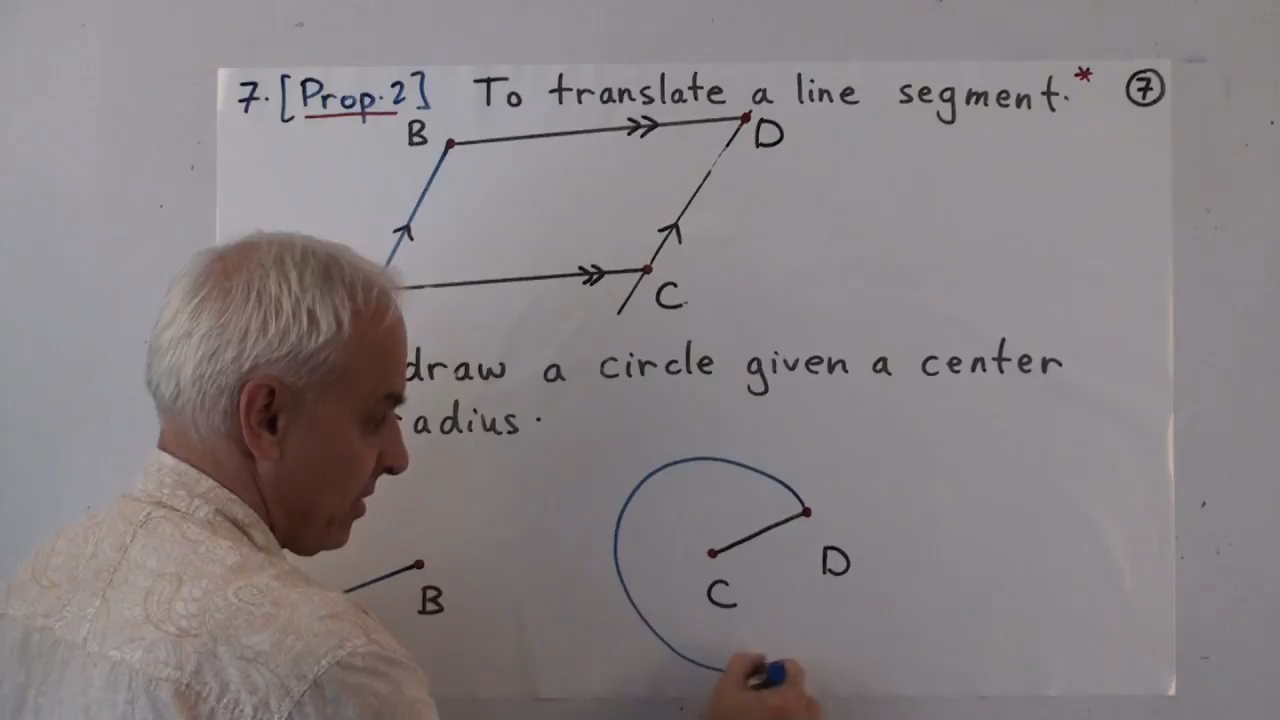 7. [Prop. 2] To translate a line segment.* 7
B
D
C
draw a circle given a center
adius.
B
C
D